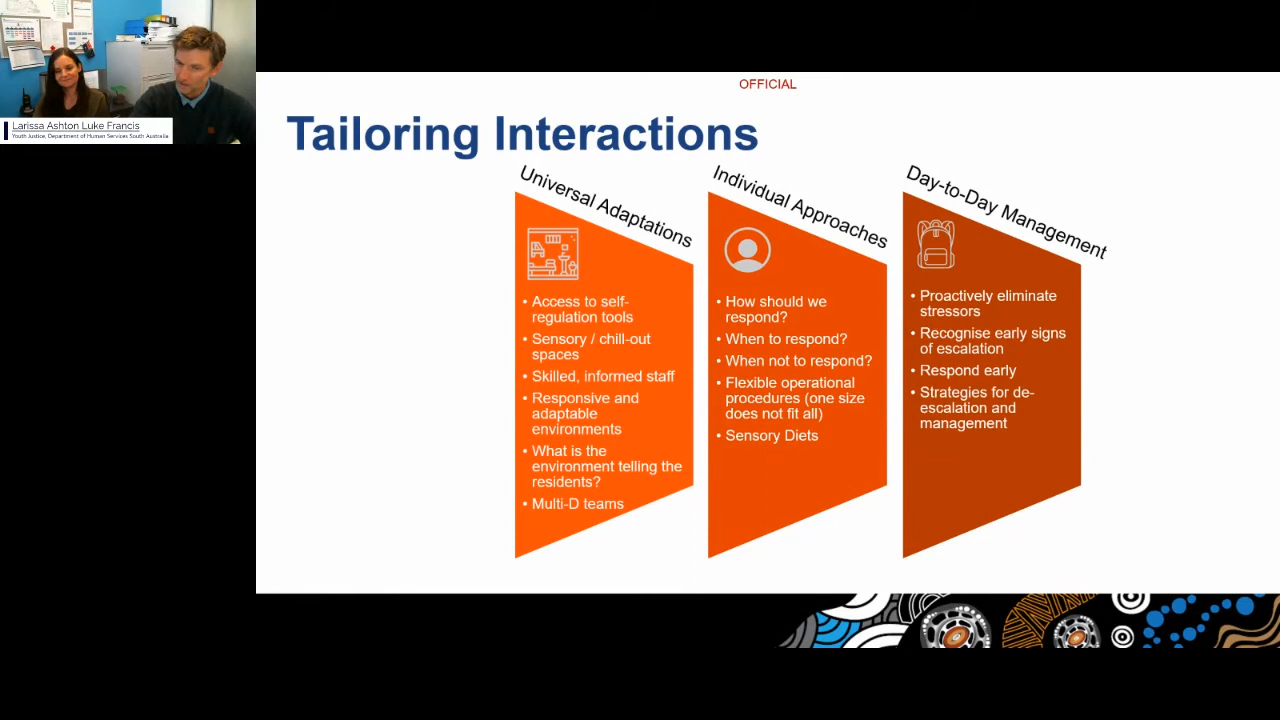 Larissa Ashton Luke Francis
Youth Justice, Department of Human Services South Australia
OFFICIAL
Tailoring Interactions
Universal Adaptations
• Access to self-
regulation tools
• Sensory / chill-out
spaces
• Skilled, informed staff
• Responsive and
adaptable
environments
• What is the
environment telling the
residents?
• Multi-D teams
Individual Approaches
• How should we
respond?
• When to respond?
• When not to respond?
• Flexible operational
procedures (one size
does not fit all)
• Sensory Diets
Day-to-Day Management
• Proactively eliminate
stressors
• Recognise early signs
of escalation
• Respond early
• Strategies for de-
escalation and
management